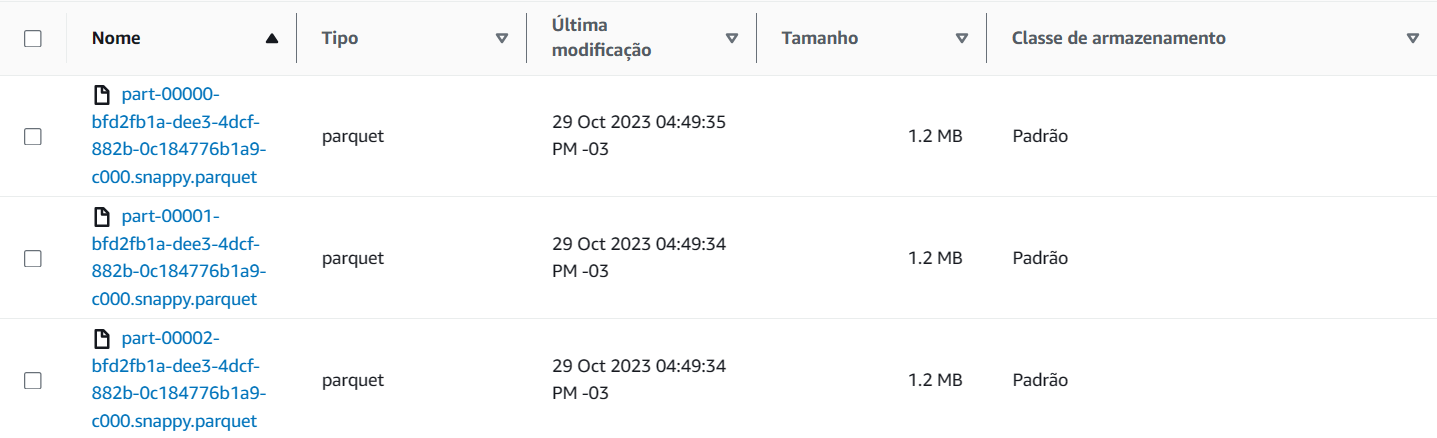 Nome
Tipo
Última
modificação
Tamanho
Classe de armazenamento
part-00000-
bfd2fb1a-dee3-4dcf-
882b-0c184776b1a9-
c000.snappy.parquet
parquet
29 Oct 2023 04:49:35
PM -03
1.2 MB
Padrão
part-00001-
bfd2fb1a-dee3-4dcf-
882b-0c184776b1a9-
c000.snappy.parquet
parquet
29 Oct 2023 04:49:34
PM -03
1.2 MB
Padrão
part-00002-
bfd2fb1a-dee3-4dcf-
882b-0c184776b1a9-
c000.snappy.parquet
parquet
29 Oct 2023 04:49:34
PM -03
1.2 MB
Padrão